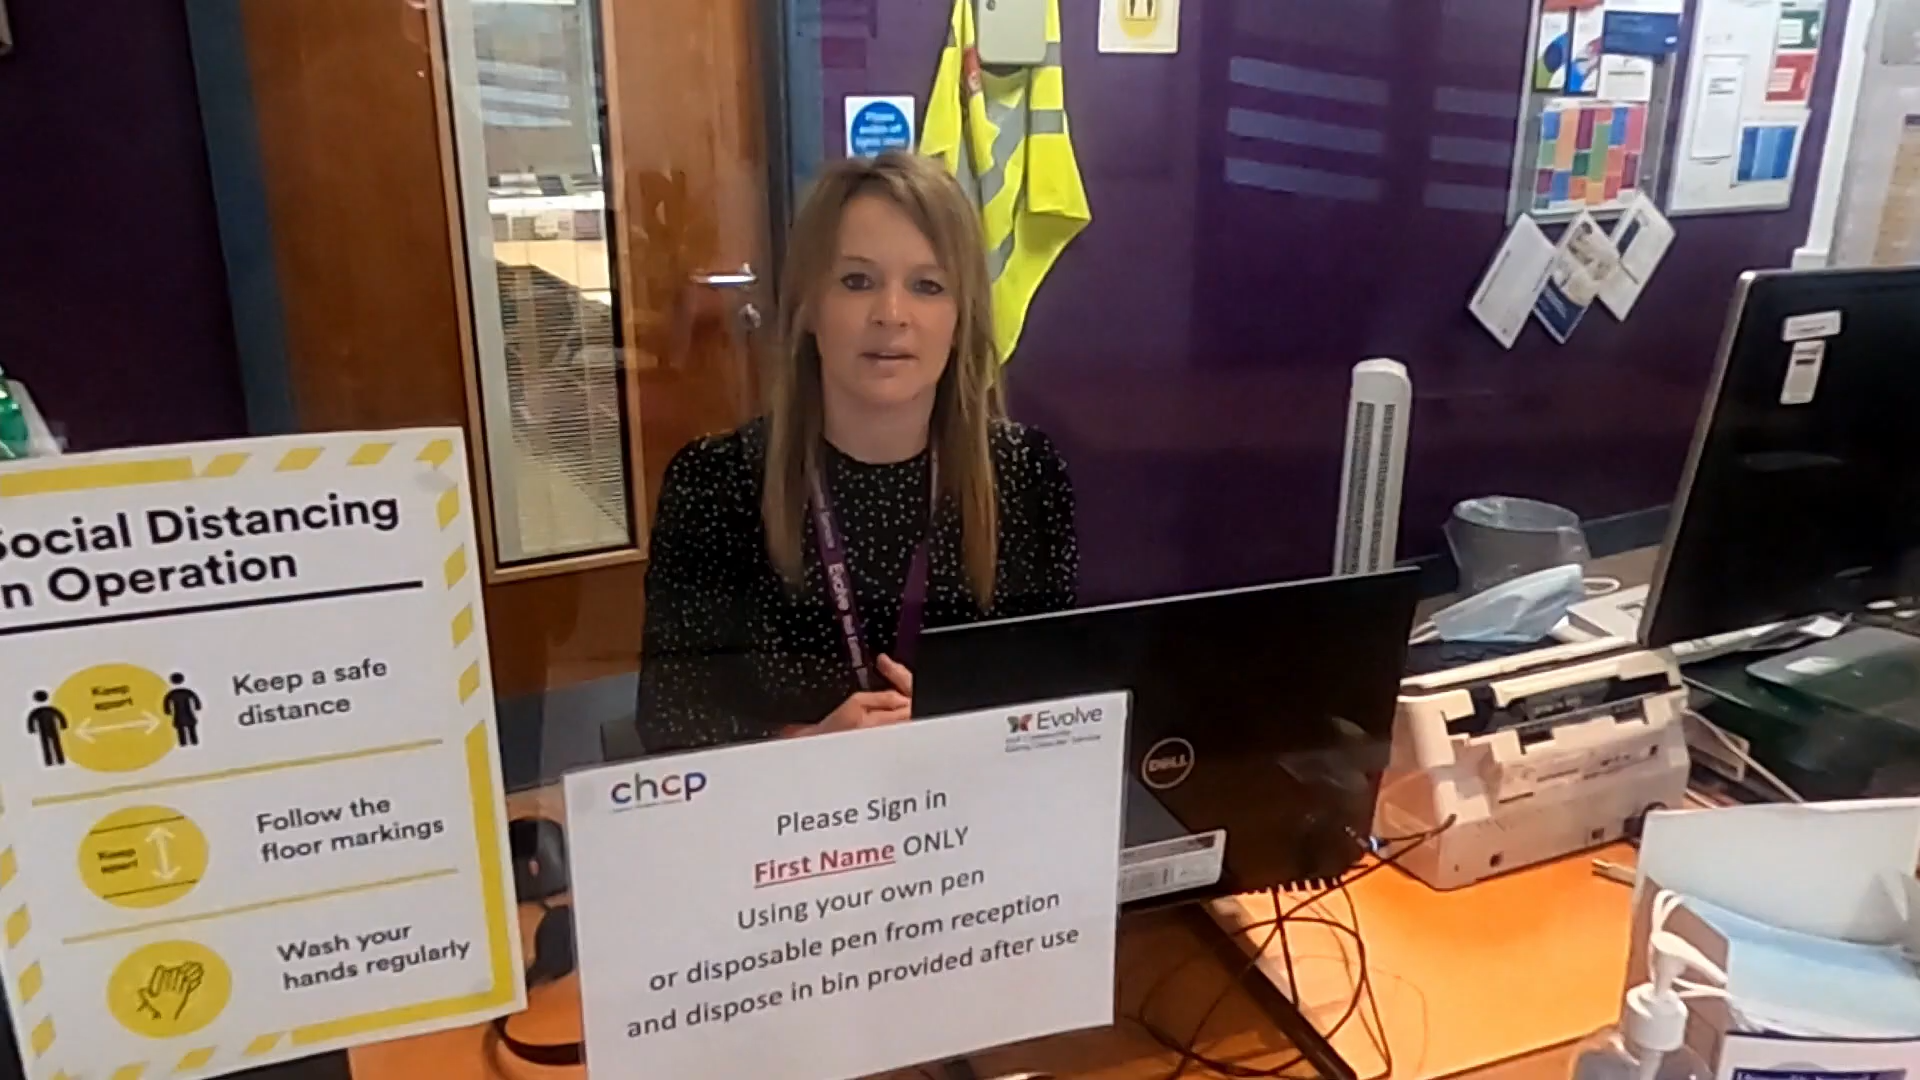 Social Distancing
in Operation
Keep
apart
Keep a safe
distance
Keep
apart
Follow the
floor markings
Wash your
hands regularly
chcp
Evolve
Please Sign in
First Name ONLY
Using your own pen
or disposable pen from reception
and dispose in bin provided after use
DELL
Evolve
Please